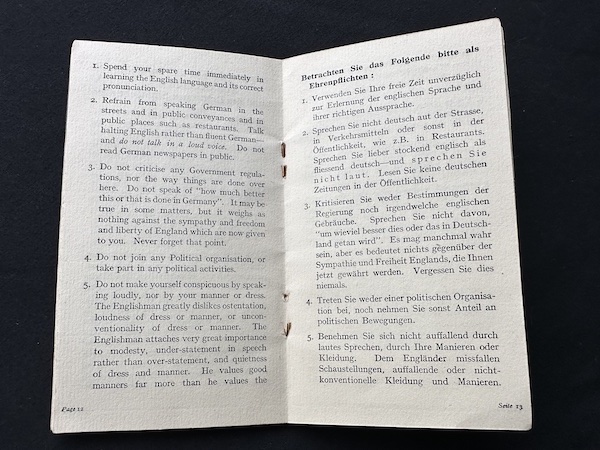 1. Spend your spare time immediately in
learning the English language and its correct
pronunciation.
2. Refrain from speaking German in the
streets and in public conveyances and in
public places such as restaurants. Talk
halting English rather than fluent German—
and do not talk in a loud voice. Do not
read German newspapers in public.
3. Do not criticise any Government regula-
tions, nor the way things are done over
here. Do not speak of "how much better
this or that is done in Germany". It may be
true in some matters, but it weighs as
nothing against the sympathy and freedom
and liberty of England which are now given
to you. Never forget that point.
4. Do not join any Political organisation, or
take part in any political activities.
5. Do not make yourself conspicuous by speak-
ing loudly, nor by your manner or dress.
The Englishman greatly dislikes ostentation,
loudness of dress or manner, or uncon-
ventionality of dress or manner. The
Englishman attaches very great importance
to modesty, under-statement in speech
rather than over-statement, and quietness
of dress and manner. He values good
manners far more than he values the
Page 12
Betrachten Sie das Folgende bitte als
Ehrenpflichten :
1. Verwenden Sie Ihre freie Zeit unverzüglich
zur Erlernung der englischen Sprache und
ihrer richtigen Aussprache.
2. Sprechen Sie nicht deutsch auf der Strasse,
in Verkehrsmitteln oder sonst in der
Öffentlichkeit, wie z.B. in Restaurants.
Sprechen Sie lieber stockend englisch als
fliessend deutsch—und sprechen Sie
nicht laut. Lesen Sie keine deutschen
Zeitungen in der Öffentlichkeit.
3. Kritisieren Sie weder Bestimmungen der
Regierung noch irgendwelche englischen
Gebräuche. Sprechen Sie nicht davon,
"um wieviel besser dies oder das in Deutsch-
land getan wird". Es mag manchmal wahr
sein, aber es bedeutet nichts gegenüber der
Sympathie und Freiheit Englands, die Ihnen
jetzt gewährt werden. Vergessen Sie dies
niemals.
4. Treten Sie weder einer politischen Organisa-
tion bei, noch nehmen Sie sonst Anteil an
politischen Bewegungen.
5. Benehmen Sie sich nicht auffallend durch
lautes Sprechen, durch Ihre Manieren oder
Kleidung. Dem Engländer missfallen
Schaustellungen, auffallende oder nicht-
konventionelle Kleidung und Manieren.
Seite 13